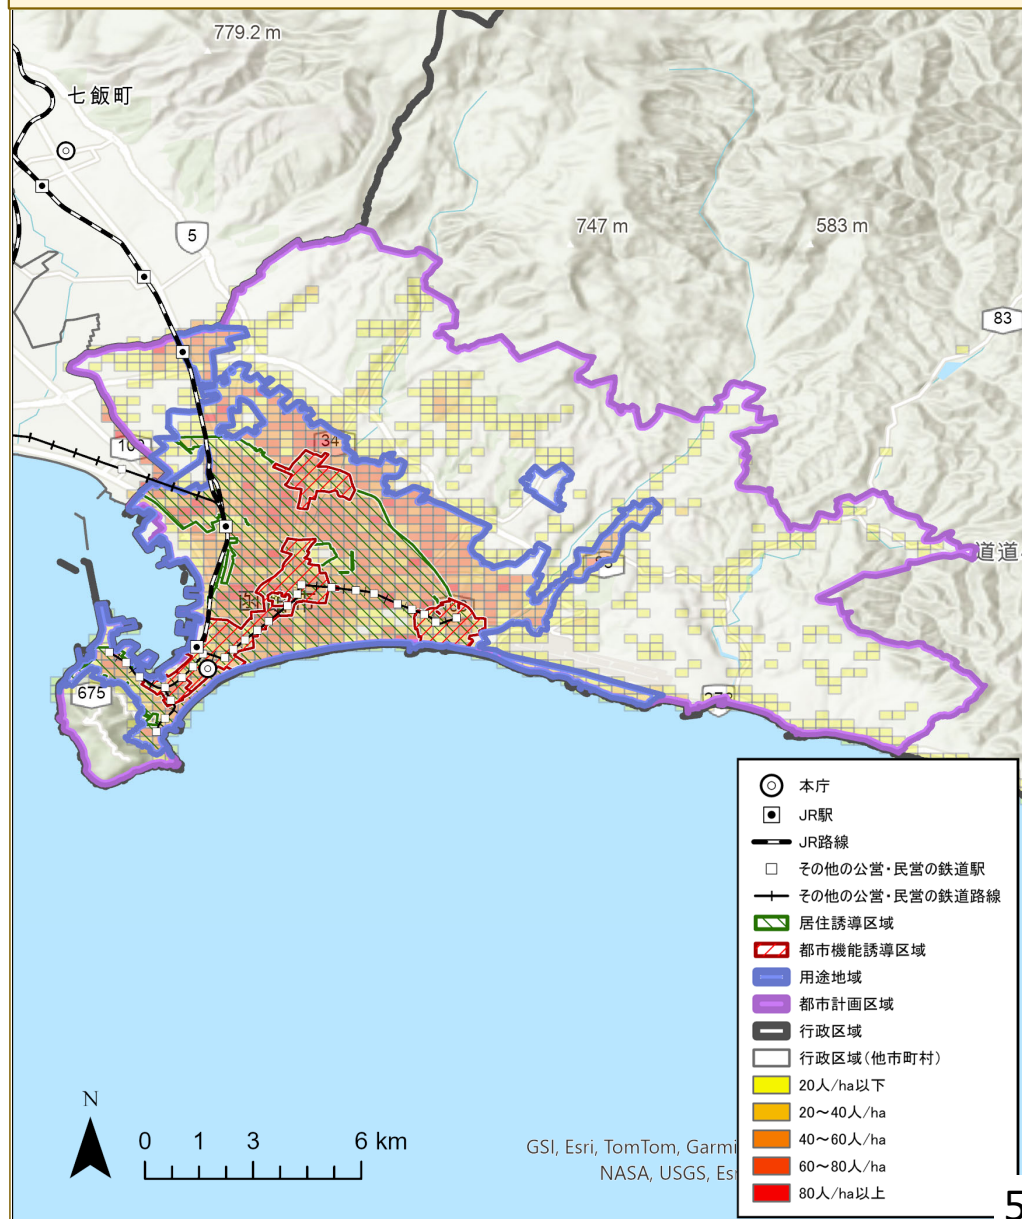 779.2 m
七飯町
5
747 m
583 m
83
34
道道
675
本庁
JR駅
JR路線
その他の公営・民営の鉄道駅
その他の公営・民営の鉄道路線
居住誘導区域
都市機能誘導区域
用途地域
都市計画区域
行政区域
行政区域(他市町村)
20人/ha以下
20～40人/ha
40～60人/ha
60～80人/ha
80人/ha以上
N
0 1 3 6 km
GSI, Esri, TomTom, Garmi
NASA, USGS, Esr
5